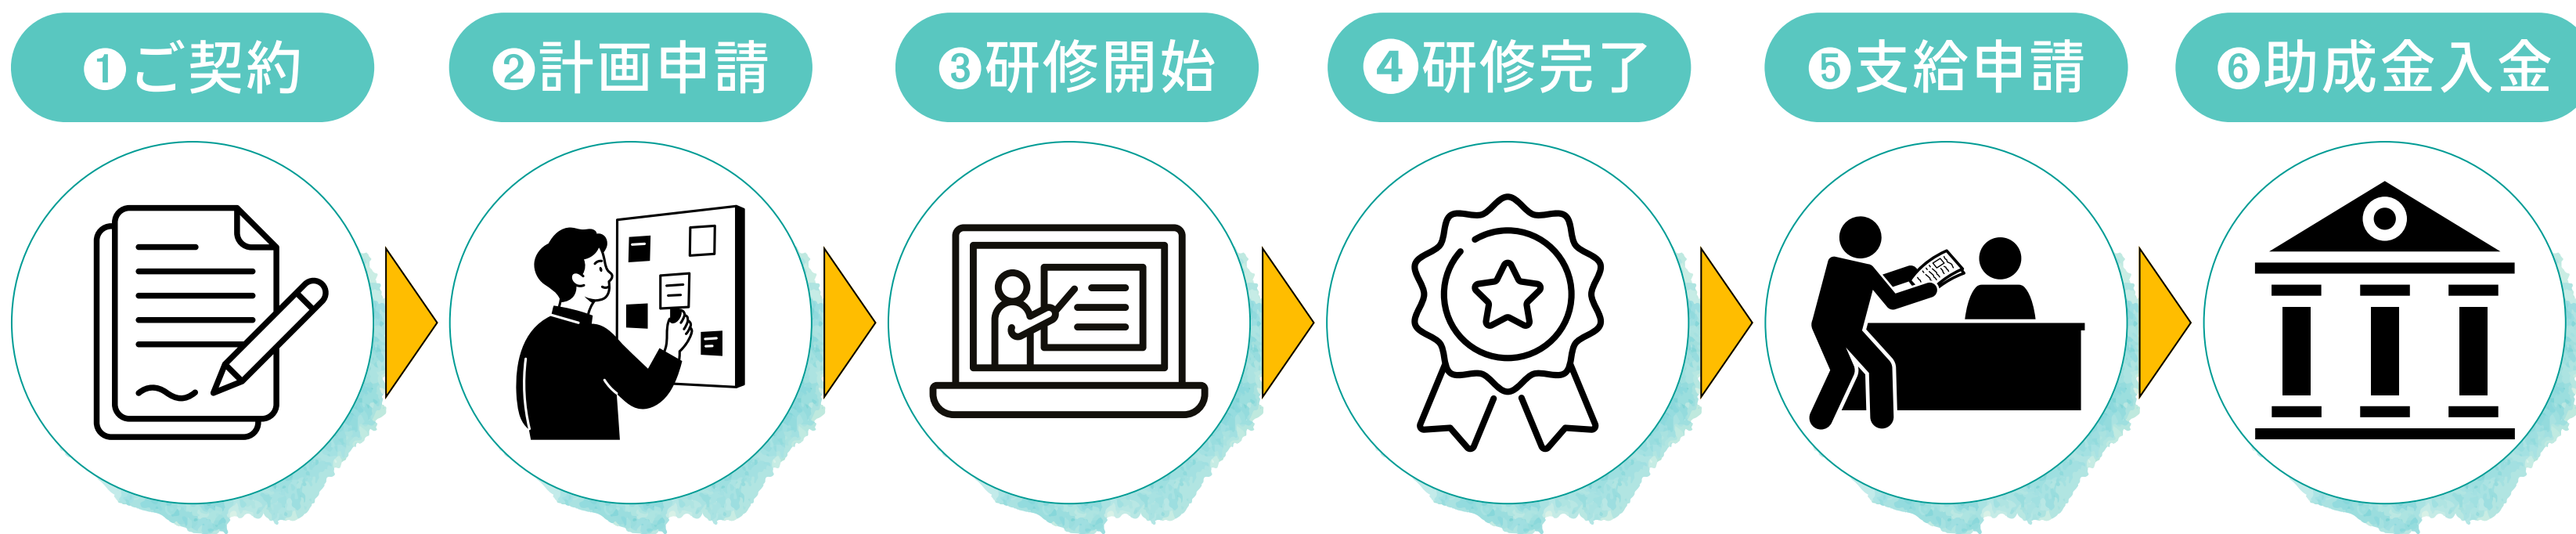 ❶ご契約
❷計画申請
❸研修開始
❹研修完了
❺支給申請
❻助成金入金